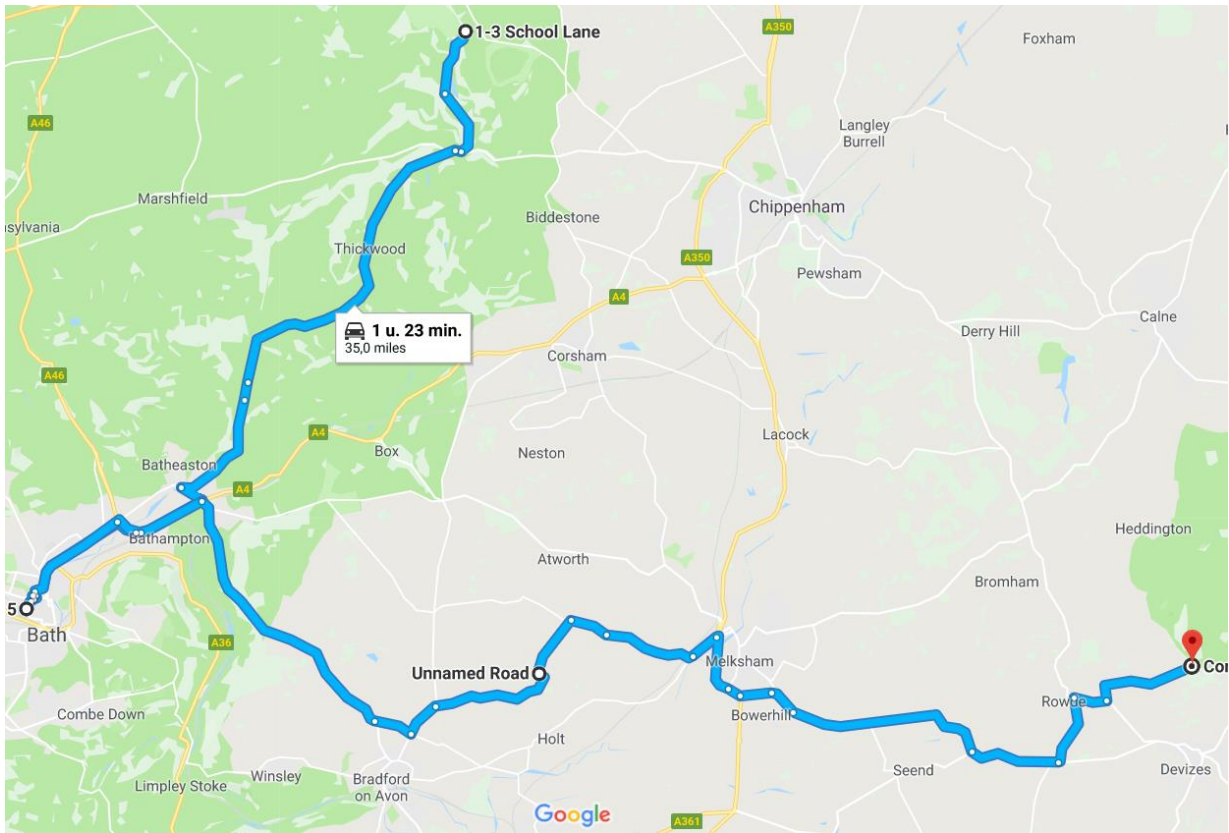 1-3 School Lane
A350
Foxham
A46
Langley
Burrell
Marshfield
nsylvania
Biddestone
Chippenham
Thickwood
A350
Pewsham
A4
1 u. 23 min.
35,0 miles
Derry Hill
Calne
Corsham
A46
A4
Lacock
Box
Neston
Batheaston
A4
Heddington
Bathampton
Atworth
Bromham
5
Bath
A36
Unnamed Road
Melksham
Cor
Rowde
Combe Down
Bowerhill
Holt
Seend
Devizes
Winsley
Bradford
on Avon
Limpley Stoke
Google
A361